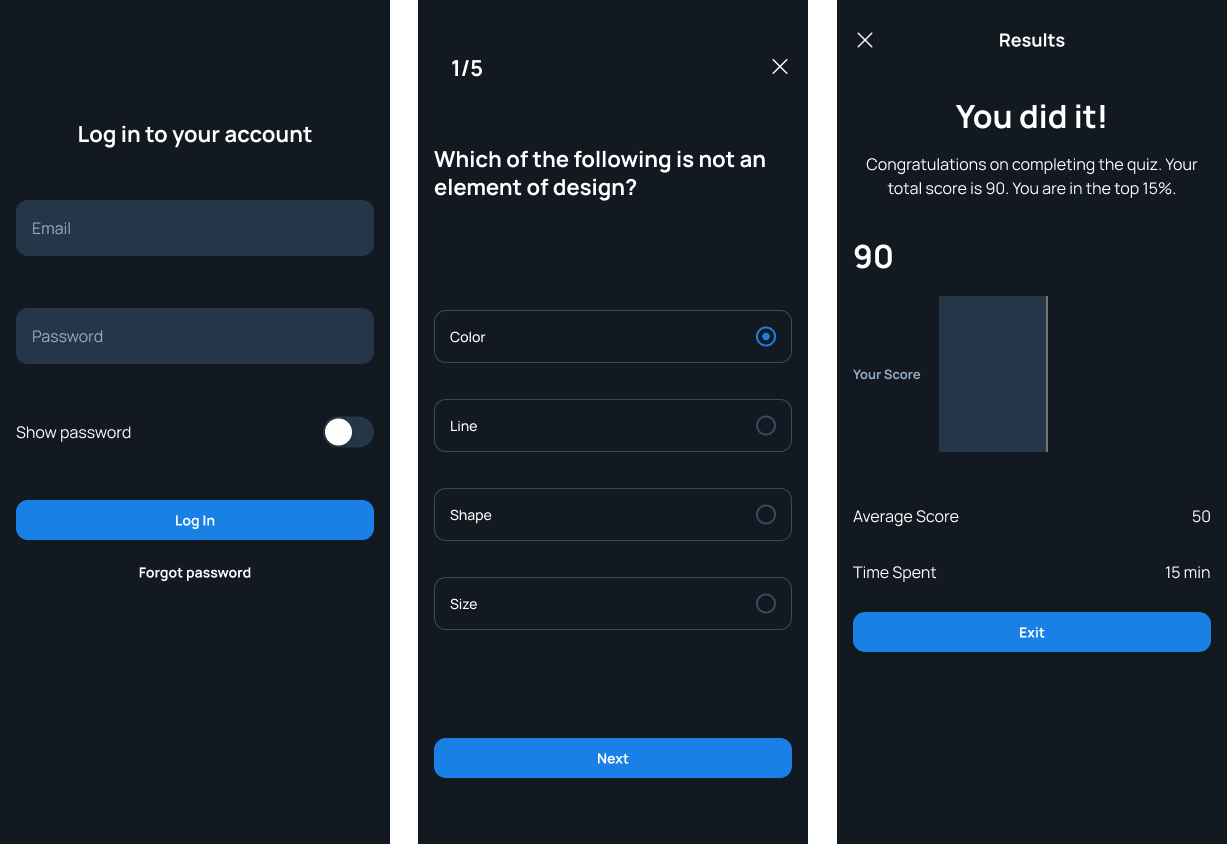 Log in to your account
Email
Password
Show password
Log In
Forgot password
1/5
Which of the following is not an
element of design?
Color
Line
Shape
Size
Next
Results
You did it!
Congratulations on completing the quiz. Your
total score is 90. You are in the top 15%.
90
Your Score
Average Score 50
Time Spent 15 min
Exit